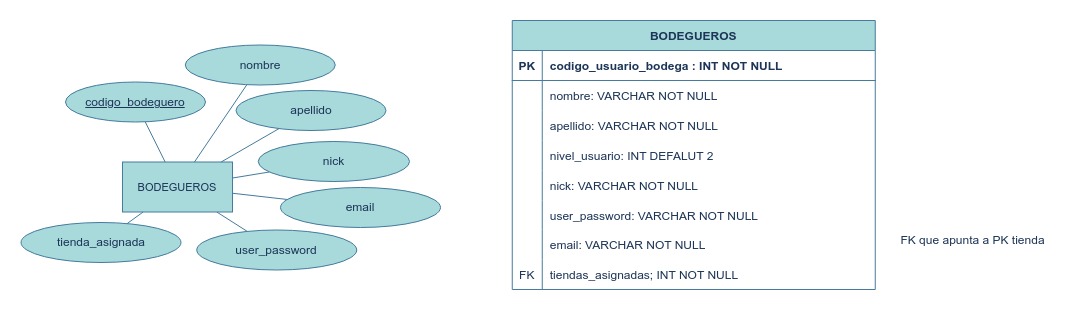 nombre
codigo_bodeguero
apellido
nick
BODEGUEROS
email
tienda_asignada
user_password
BODEGUEROS
PK codigo_usuario_bodega : INT NOT NULL
nombre: VARCHAR NOT NULL
apellido: VARCHAR NOT NULL
nivel_usuario: INT DEFALUT 2
nick: VARCHAR NOT NULL
user_password: VARCHAR NOT NULL
email: VARCHAR NOT NULL
FK tiendas_asignadas; INT NOT NULL
FK que apunta a PK tienda